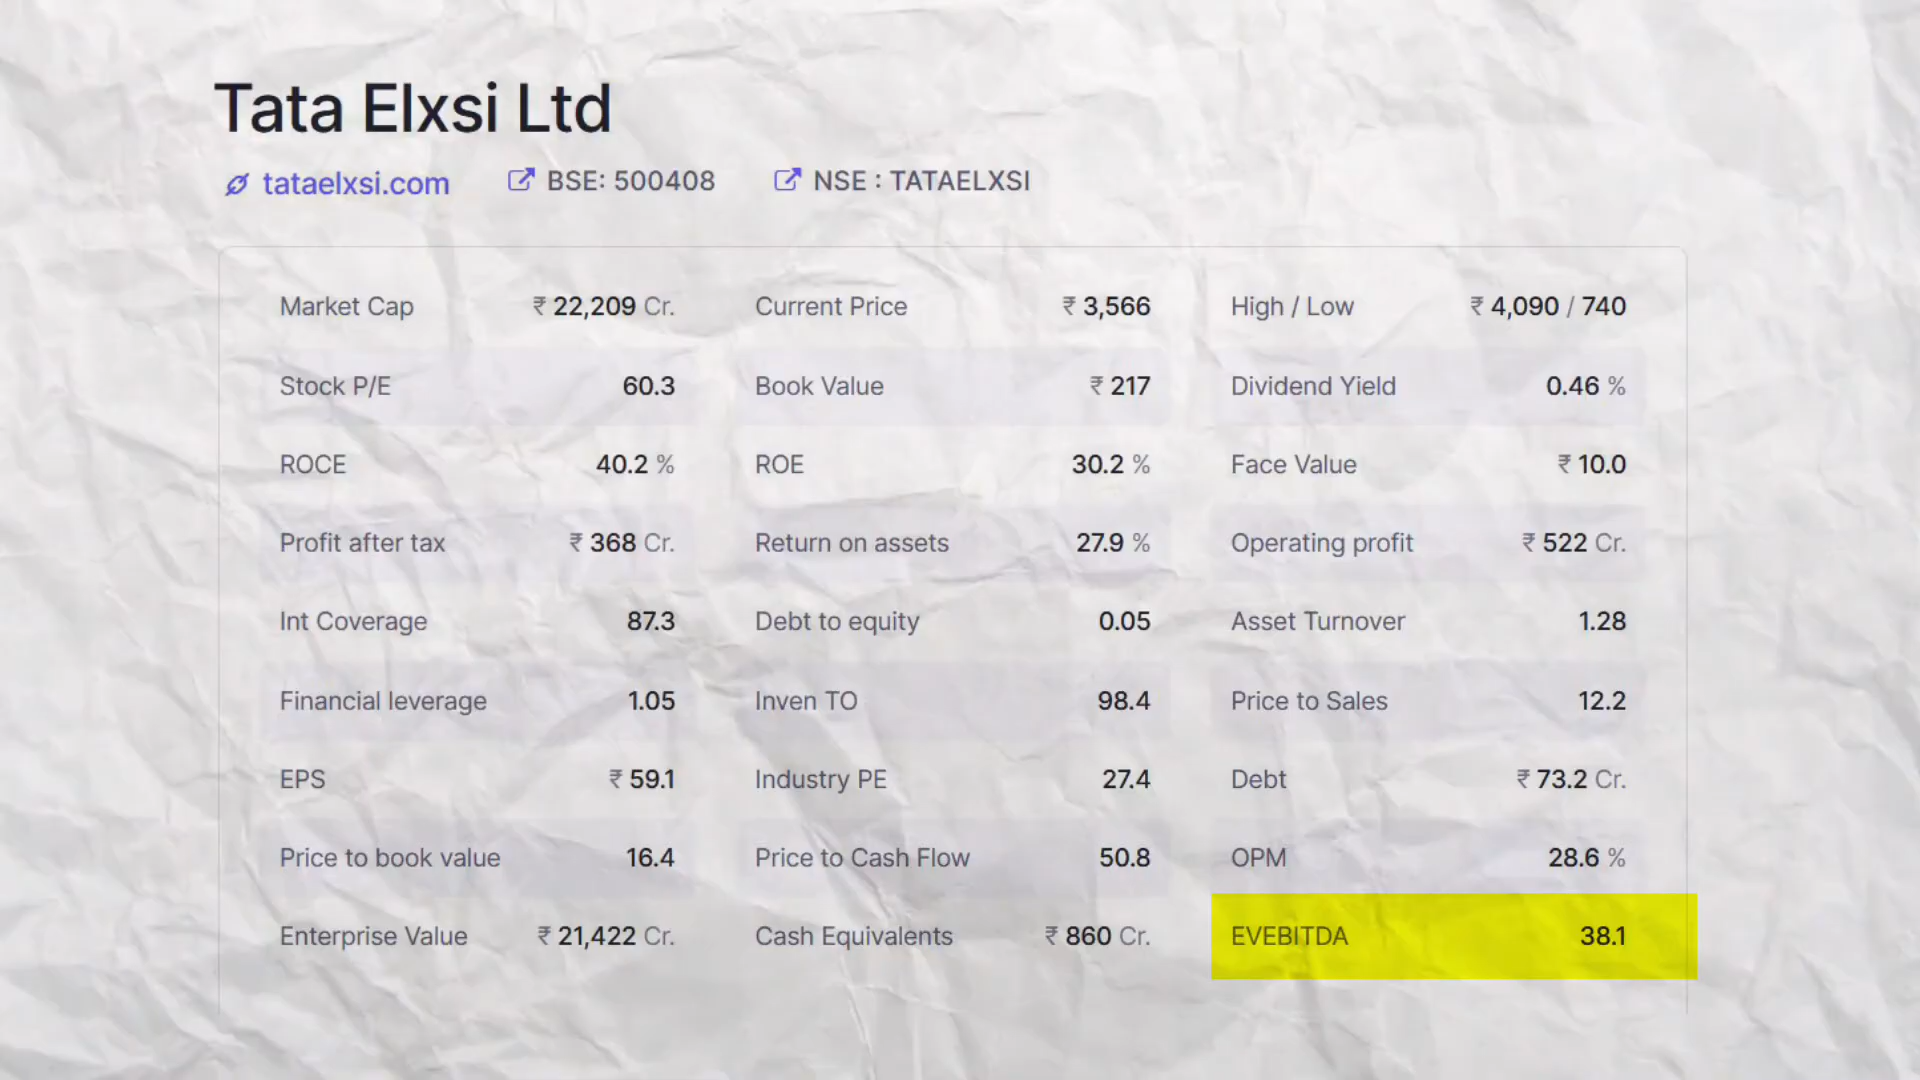 Tata Elxsi Ltd
tataelxsi.com BSE: 500408 NSE : TATAELXSI
Market Cap ₹ 22,209 Cr. Current Price ₹ 3,566 High / Low ₹ 4,090 / 740
Stock P/E 60.3 Book Value ₹ 217 Dividend Yield 0.46 %
ROCE 40.2 % ROE 30.2 % Face Value ₹ 10.0
Profit after tax ₹ 368 Cr. Return on assets 27.9 % Operating profit ₹ 522 Cr.
Int Coverage 87.3 Debt to equity 0.05 Asset Turnover 1.28
Financial leverage 1.05 Inven TO 98.4 Price to Sales 12.2
EPS ₹ 59.1 Industry PE 27.4 Debt ₹ 73.2 Cr.
Price to book value 16.4 Price to Cash Flow 50.8 OPM 28.6 %
Enterprise Value ₹ 21,422 Cr. Cash Equivalents ₹ 860 Cr. EVEBITDA 38.1